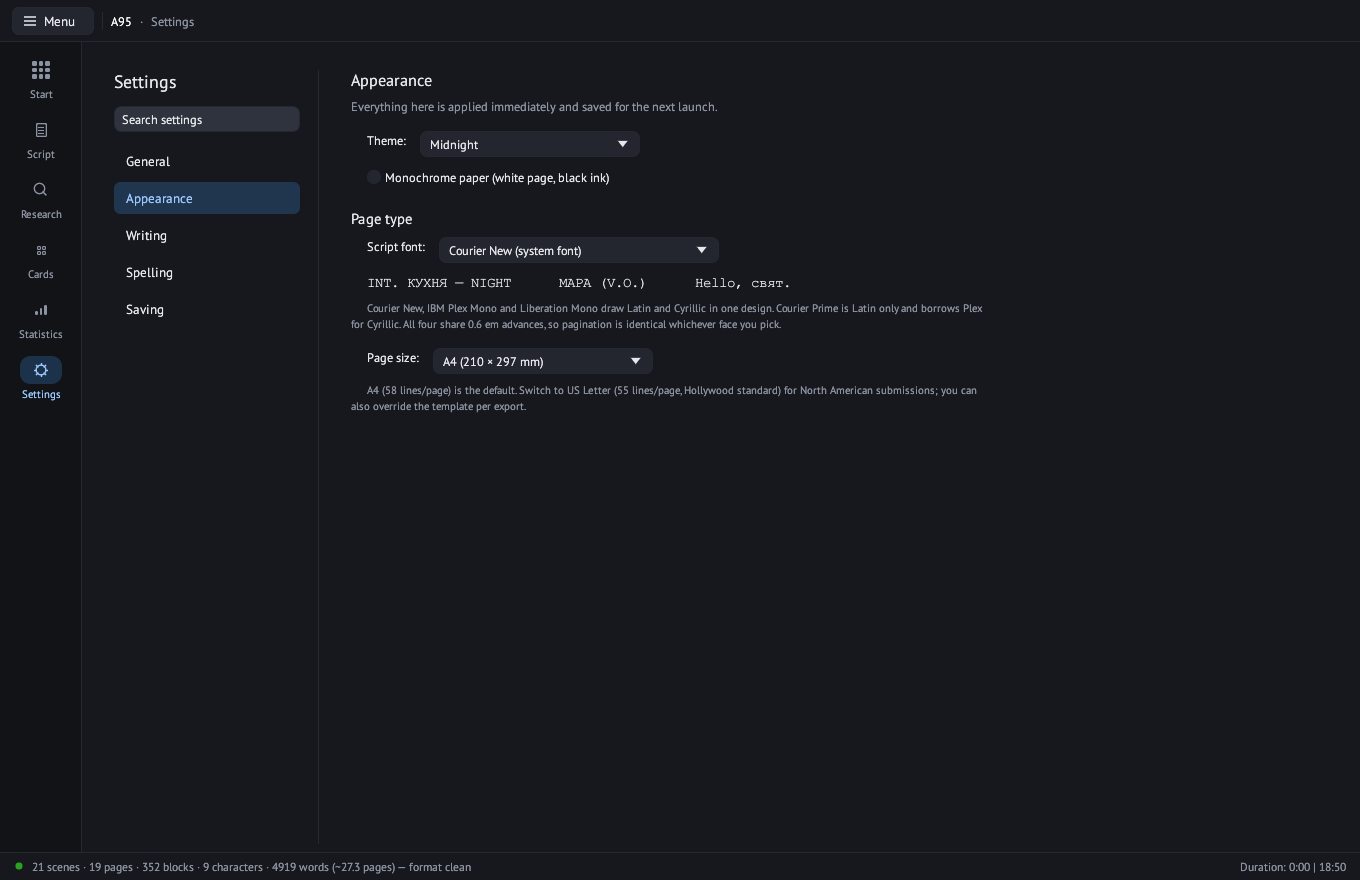 Menu
A95 · Settings
Start
Script
Research
Cards
Statistics
Settings
Settings
Search settings
General
Appearance
Writing
Spelling
Saving
Appearance
Everything here is applied immediately and saved for the next launch.
Theme: Midnight
Monochrome paper (white page, black ink)
Page type
Script font: Courier New (system font)
INT. КУХНЯ — NIGHT МАРА (V.O.) Hello, свят.
Courier New, IBM Plex Mono and Liberation Mono draw Latin and Cyrillic in one design. Courier Prime is Latin only and borrows Plex
for Cyrillic. All four share 0.6 em advances, so pagination is identical whichever face you pick.
Page size: A4 (210 × 297 mm)
A4 (58 lines/page) is the default. Switch to US Letter (55 lines/page, Hollywood standard) for North American submissions; you can
also override the template per export.
21 scenes · 19 pages · 352 blocks · 9 characters · 4919 words (~27.3 pages) — format clean
Duration: 0:00 | 18:50